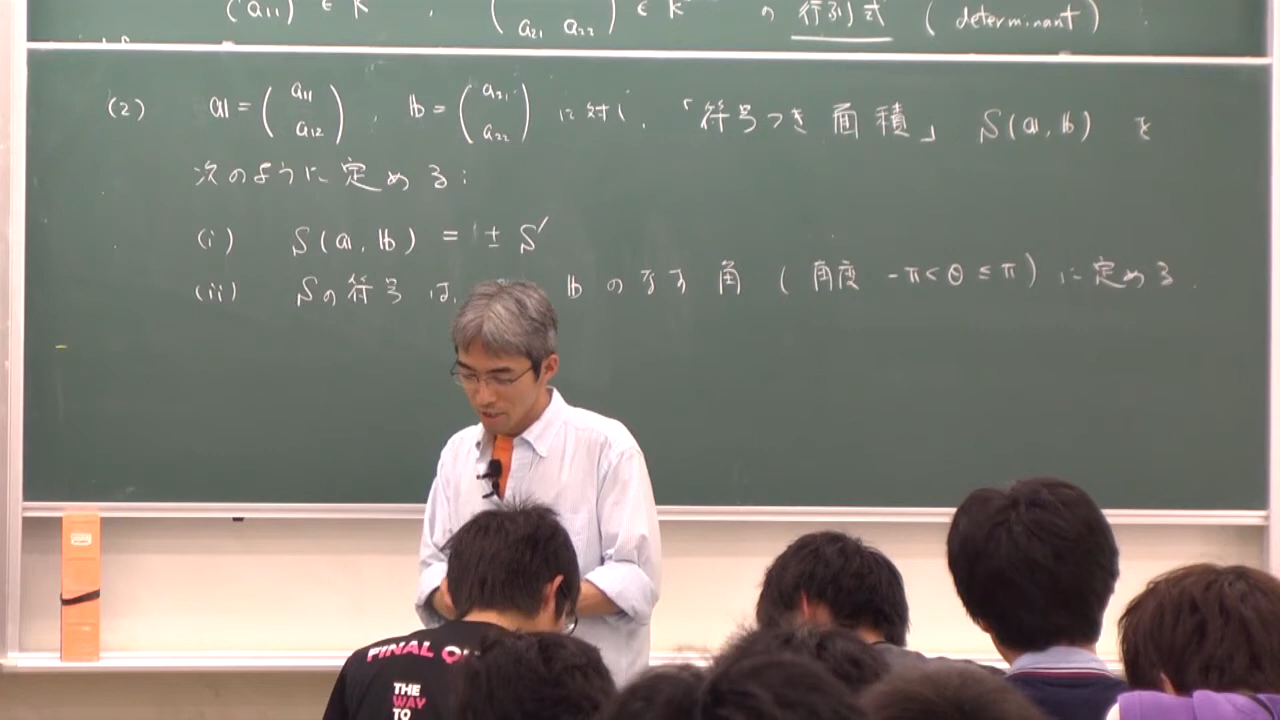 (a₁₁) ∈ K , ( a₂₁ a₂₂ ) ∈ K の 行列式 ( determinant )
(2) 𝕒 = ( a₁₁ a₁₂ ) , 𝕓 = ( a₂₁ a₂₂ ) に対し、「符号つき面積」 S(𝕒, 𝕓) を
次のように定める:
(i) S(𝕒, 𝕓) = ± S′
(ii) Sの符号は、 𝕓 の 角 ( 角度 -π < θ ≤ π ) に定める.
FINAL
THE
WAY
TO